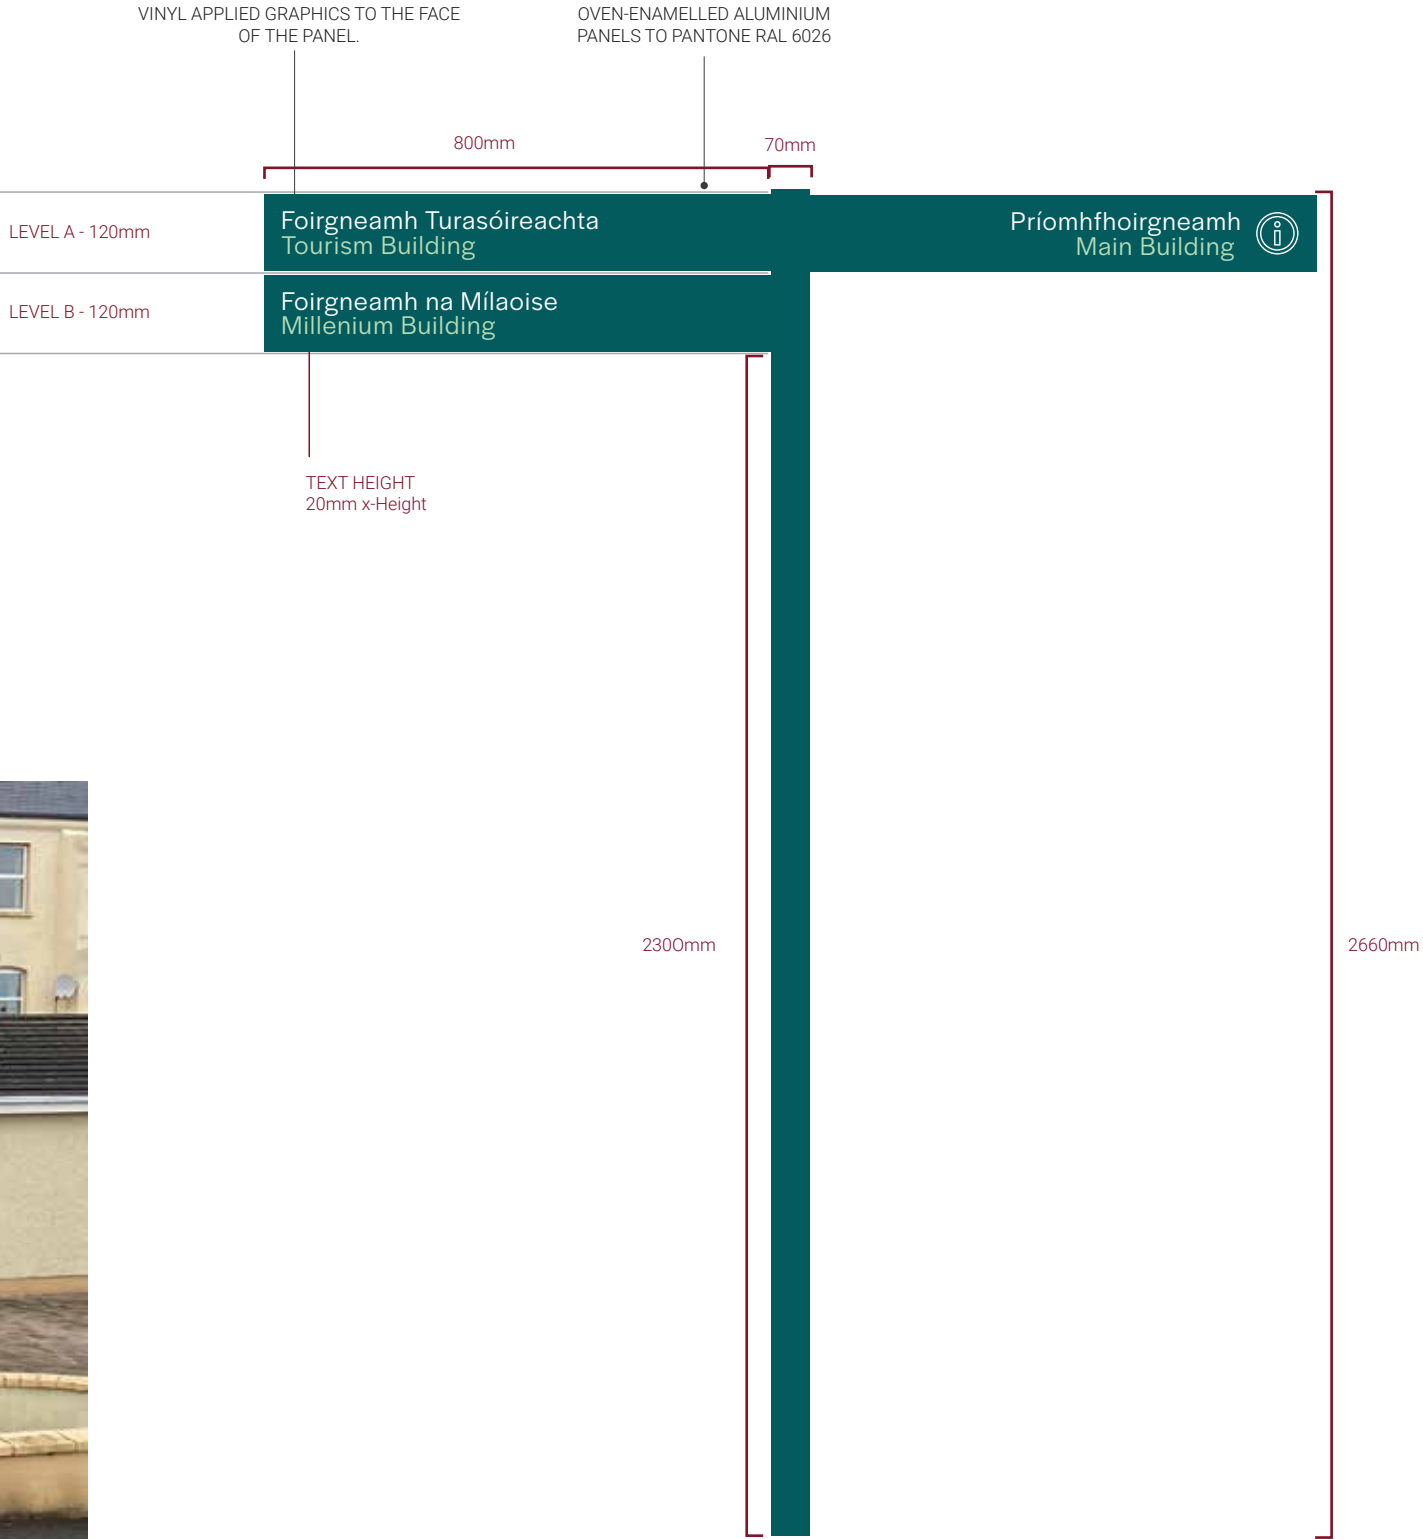 VINYL APPLIED GRAPHICS TO THE FACE
OF THE PANEL.
OVEN-ENAMELLED ALUMINIUM
PANELS TO PANTONE RAL 6026
800mm
70mm
LEVEL A - 120mm
Foirgneamh Turasóireachta
Tourism Building
Príomhfhoirgneamh
Main Building
i
LEVEL B - 120mm
Foirgneamh na Mílaoise
Millenium Building
TEXT HEIGHT
20mm x-Height
230Omm
2660mm